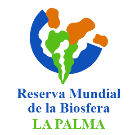 Reserva Mundial
de la Biosfera
LA PALMA